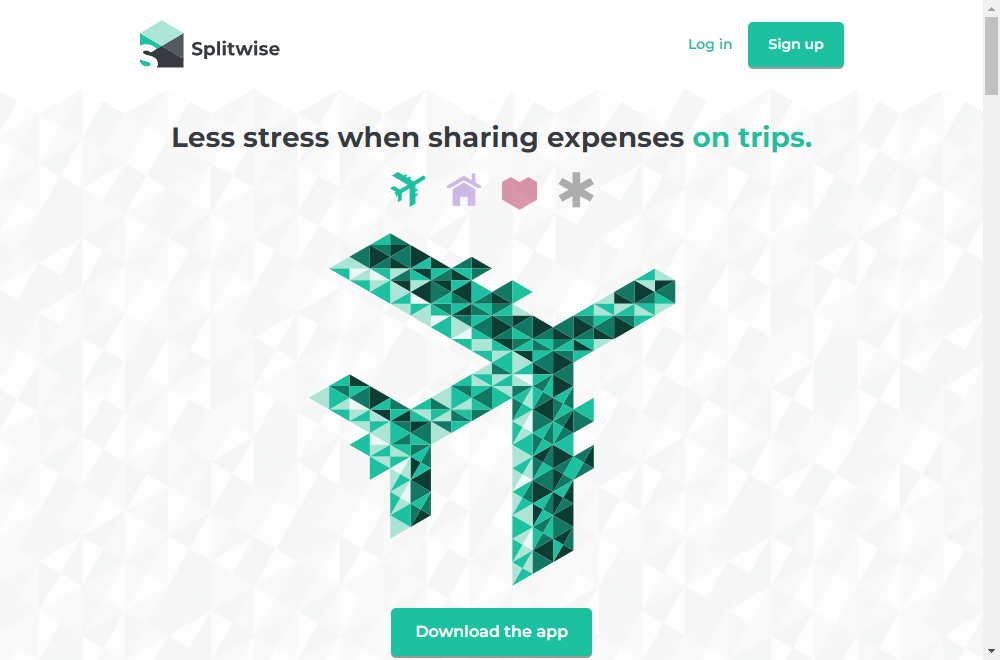 Splitwise
Log in
Sign up
Less stress when sharing expenses on trips.
Download the app